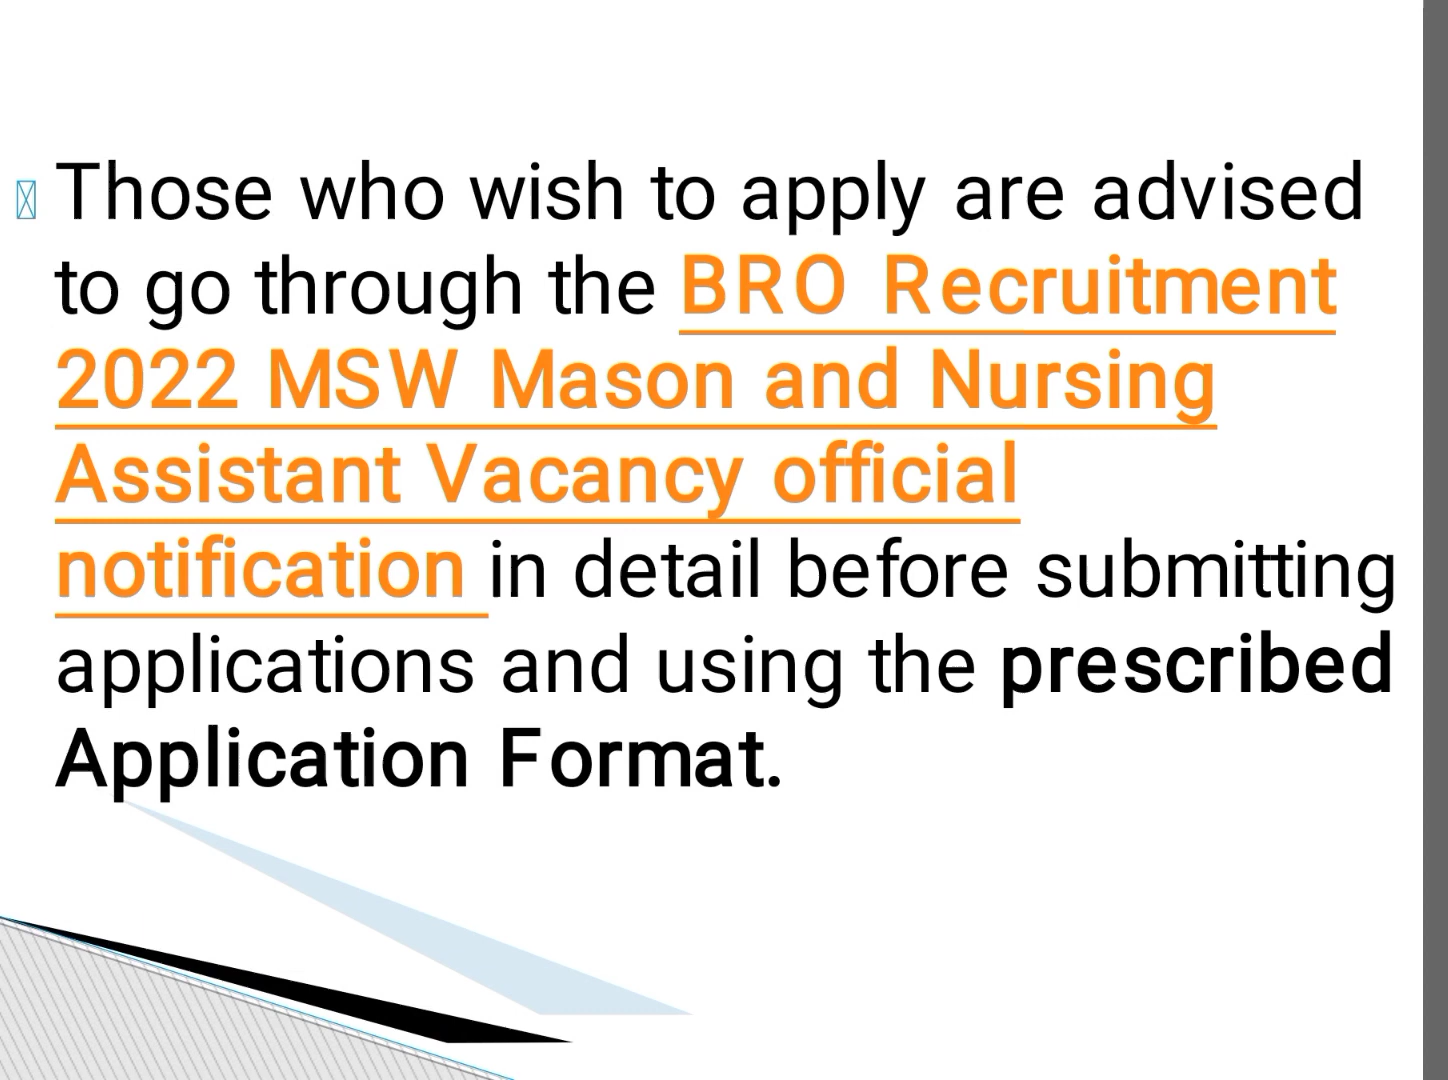 Those who wish to apply are advised
to go through the BRO Recruitment
2022 MSW Mason and Nursing
Assistant Vacancy official
notification in detail before submitting
applications and using the prescribed
Application Format.